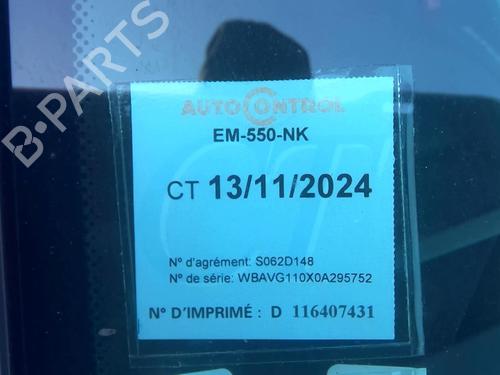 B-PARTS
AUTOCONTROL
EM-550-NK
CT 13/11/2024
N° d'agrément: S062D148
N° de série: WBAVG110X0A295752
N° D'IMPRIMÉ : D 116407431